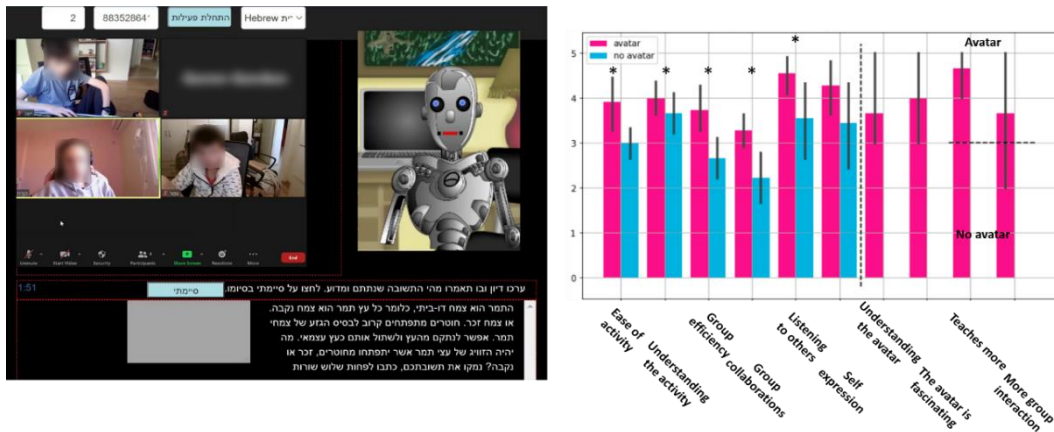 2
88352864
התחלת פעילות
Hebrew
1:51
סיימתי
ערכו דיון ובו תאמרו מהי התשובה שנתתם ומדוע. לחצו על סיימתי בסיומו.
התמר הוא צמח דו-ביתי, כלומר כל עץ תמר הוא צמח נקבה
או צמח זכר. חוטרים מתפתחים קרוב לבסיס הגזע של צמחי
תמר. אפשר לנתקם מהעץ ולשתול אותם כעץ עצמאי. מה
יהיה הזוויג של עצי תמר אשר יתפתחו מחוטרים, זכר או
נקבה? נמקו את תשובתכם, כתבו לפחות שלוש שורות
Unmute
Start Video
Security
Participants
Share Screen
Reactions
More
End
avatar
no avatar
Avatar
No avatar
5
4
3
2
1
0
*
*
*
*
*
Ease of
activity
Understanding
the activity
Group
efficiency
Group
collaborations
Listening
to others
Self
expression
Understanding
the avatar
The avatar is
fascinating
Teaches more
More group
interaction